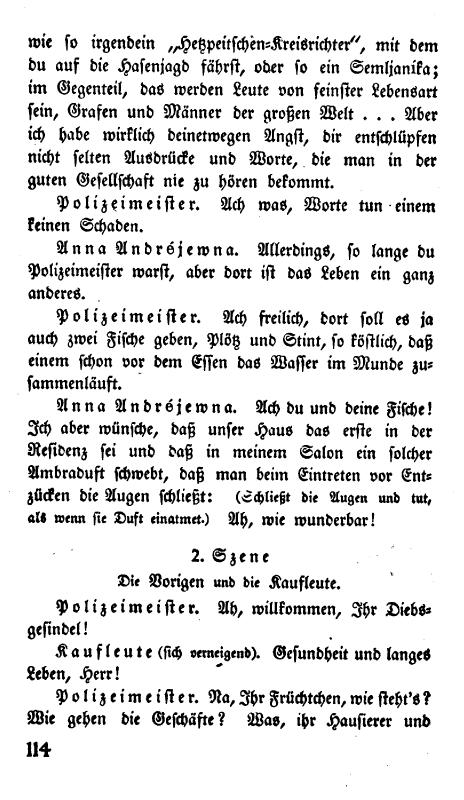 wie so irgendein „Hetzpeitschen-Kreisrichter“, mit dem
du auf die Hasenjagd fährst, oder so ein Semljanika;
im Gegenteil, das werden Leute von feinster Lebensart
sein, Grafen und Männer der großen Welt . . . Aber
ich habe wirklich deinetwegen Angst, dir entschlüpfen
nicht selten Ausdrücke und Worte, die man in der
guten Gesellschaft nie zu hören bekommt.
Polizeimeister. Ach was, Worte tun einem
keinen Schaden.
Anna Andréjewna. Allerdings, so lange du
Polizeimeister warst, aber dort ist das Leben ein ganz
anderes.
Polizeimeister. Ach freilich, dort soll es ja
auch zwei Fische geben, Plötz und Stint, so köstlich, daß
einem schon vor dem Essen das Wasser im Munde zu-
sammenläuft.
Anna Andréjewna. Ach du und deine Fische!
Ich aber wünsche, daß unser Haus das erste in der
Residenz sei und daß in meinem Salon ein solcher
Ambraduft schwebt, daß man beim Eintreten vor Ent-
zücken die Augen schließt: (Schließt die Augen und tut,
als wenn sie Duft einatmet.) Ah, wie wunderbar!
2. Szene
Die Vorigen und die Kaufleute.
Polizeimeister. Ah, willkommen, Ihr Diebs-
gesindel!
Kaufleute (sich verneigend). Gesundheit und langes
Leben, Herr!
Polizeimeister. Na, Ihr Früchtchen, wie steht's?
Wie gehen die Geschäfte? Was, ihr Hausierer und
114